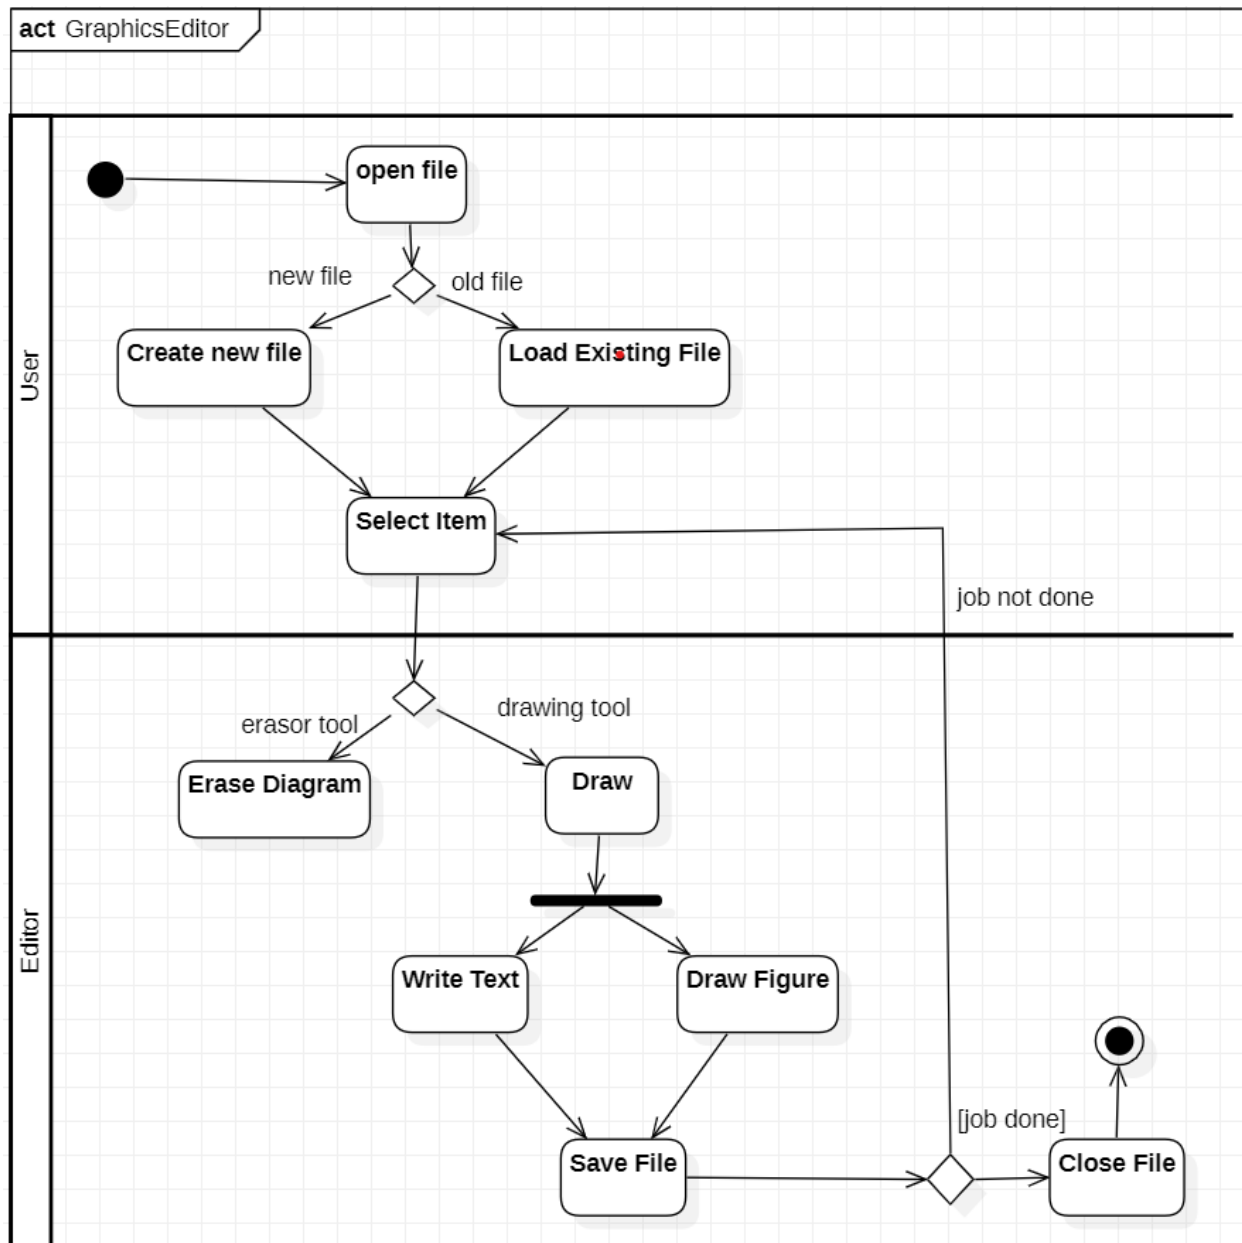 act GraphicsEditor
User
open file
new file
old file
Create new file
Load Existing File
Select Item
job not done
Editor
erasor tool
drawing tool
Erase Diagram
Draw
Write Text
Draw Figure
[job done]
Save File
Close File